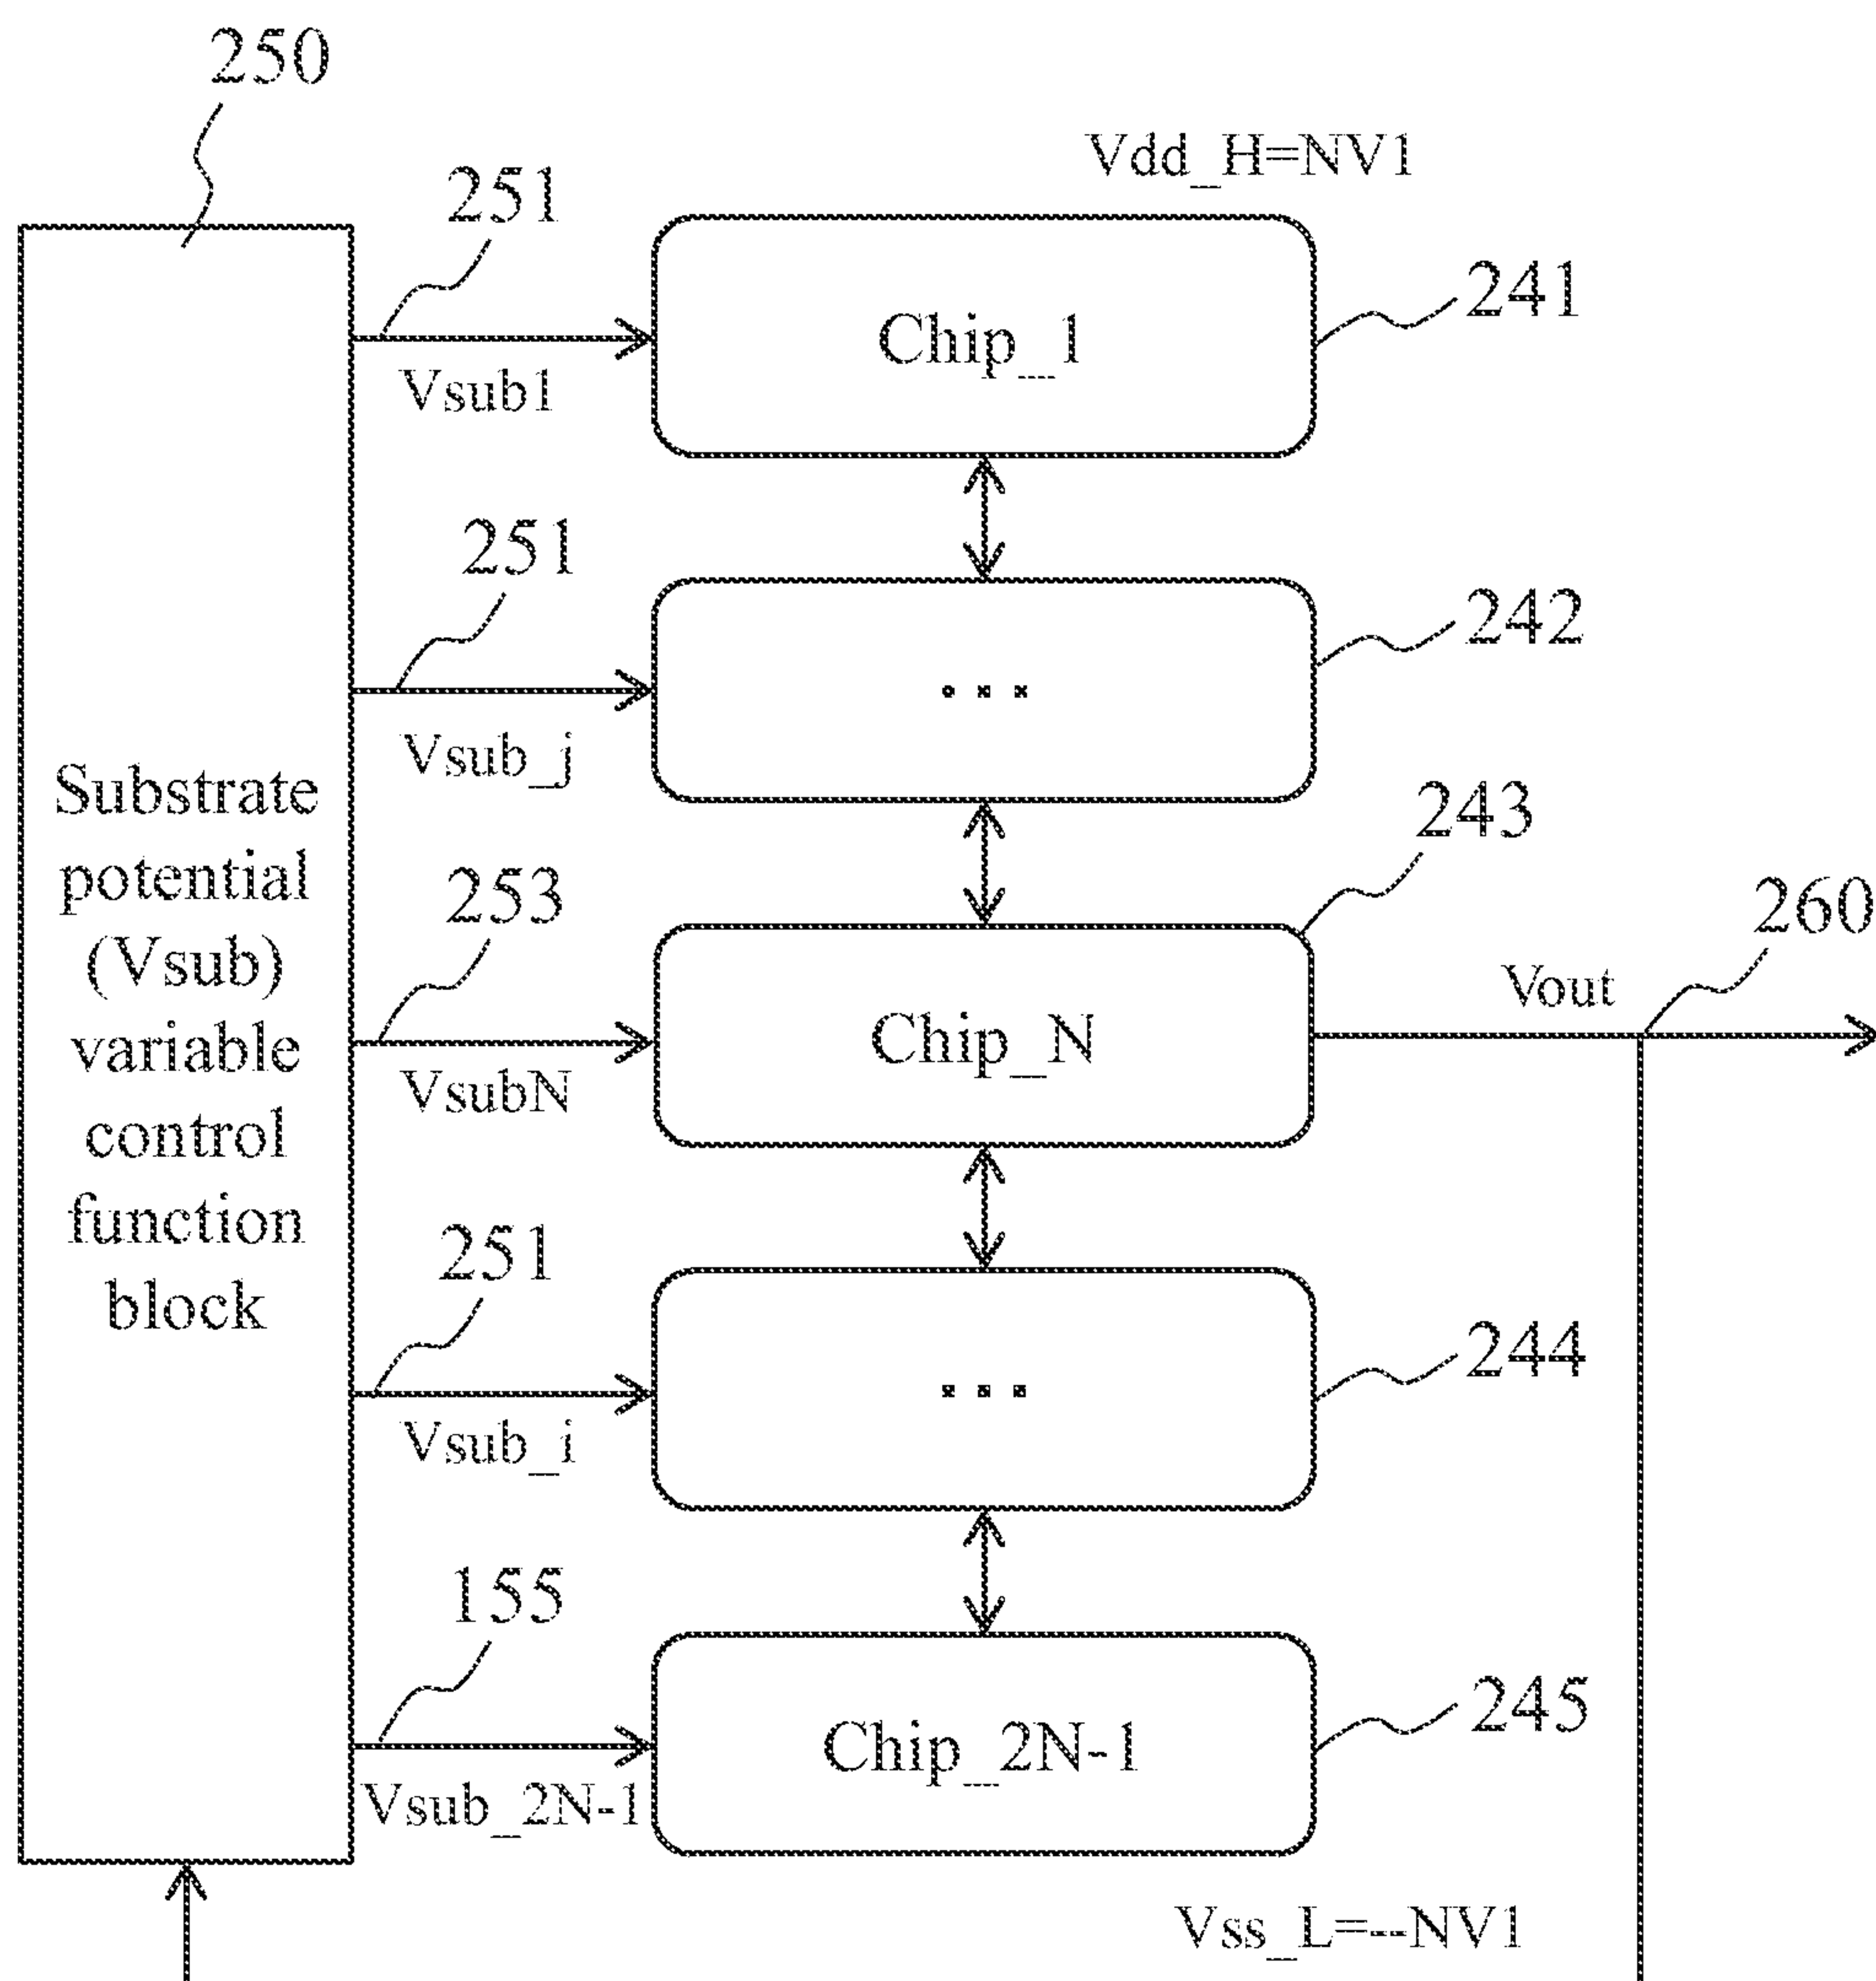 250
Vdd_H=NV1
251
241
Chip_1
Vsub1
251
242
...
Vsub_j
243
Substrate
potential
(Vsub)
variable
control
function
block
253
260
Vout
Chip_N
VsubN
251
244
...
Vsub_i
155
245
Chip_2N-1
Vsub_2N-1
Vss_L=--NV1